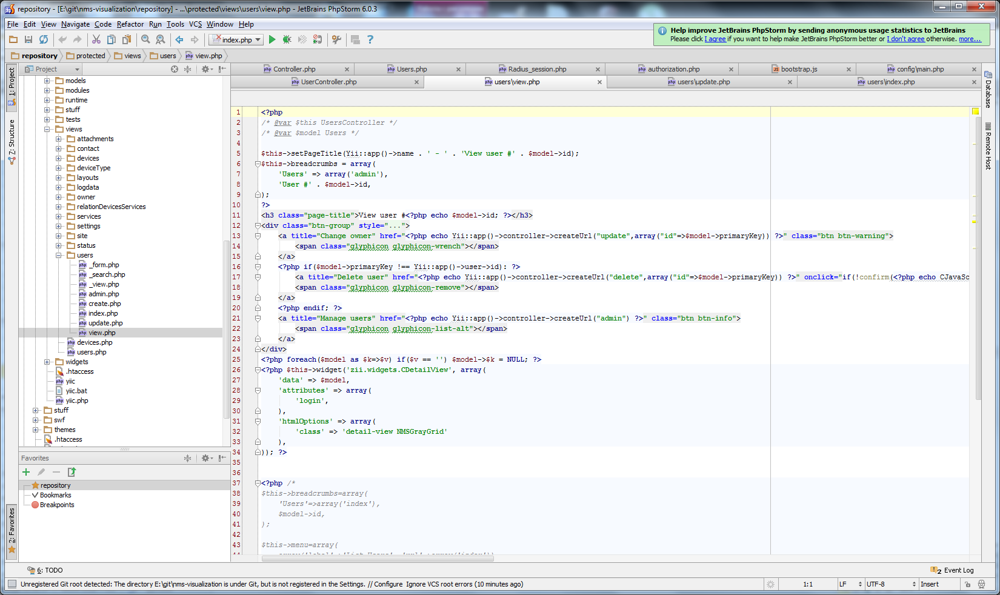 repository - [E:\git\nms-visualization\repository] - ...\protected\views\users\view.php - JetBrains PhpStorm 6.0.3
File Edit View Navigate Code Refactor Run Tools VCS Window Help
index.php
Help improve JetBrains PhpStorm by sending anonymous usage statistics to JetBrains
Please click I agree if you want to help make JetBrains PhpStorm better or I don't agree otherwise. more...
repository protected views users view.php
Project
Controller.php Users.php Radius_session.php authorization.php bootstrap.js config\main.php
UserController.php users\view.php users\update.php users\index.php
1: Project
7: Structure
2: Favorites
Database
Remote Host
models
modules
runtime
stuff
tests
views
attachments
contact
devices
deviceType
layouts
logdata
owner
relationDevicesServices
services
settings
site
status
users
_form.php
_search.php
_view.php
admin.php
create.php
index.php
update.php
view.php
devices.php
users.php
widgets
.htaccess
yiic
yiic.bat
yiic.php
stuff
swf
themes
.htaccess
Favorites
repository
Bookmarks
Breakpoints
1 <?php
2 /* @var $this UsersController */
3 /* @var $model Users */
4
5 $this->setPageTitle(Yii::app()->name . ' - ' . 'View user #' . $model->id);
6 $this->breadcrumbs = array(
7 'Users' => array('admin'),
8 'User #' . $model->id,
9 );
10 ?>
11 <h3 class="page-title">View user #<?php echo $model->id; ?></h3>
12 <div class="btn-group" style="...">
13 <a title="Change owner" href="<?php echo Yii::app()->controller->createUrl("update",array("id"=>$model->primaryKey)) ?>" class="btn btn-warning">
14 <span class="glyphicon glyphicon-wrench"></span>
15 </a>
16 <?php if($model->primaryKey !== Yii::app()->user->id): ?>
17 <a title="Delete user" href="<?php echo Yii::app()->controller->createUrl("delete",array("id"=>$model->primaryKey)) ?>" onclick="if(!confirm(<?php echo CJavaSc
18 <span class="glyphicon glyphicon-remove"></span>
19 </a>
20 <?php endif; ?>
21 <a title="Manage users" href="<?php echo Yii::app()->controller->createUrl("admin") ?>" class="btn btn-info">
22 <span class="glyphicon glyphicon-list-alt"></span>
23 </a>
24 </div>
25 <?php foreach($model as $k=>$v) if($v == '') $model->$k = NULL; ?>
26 <?php $this->widget('zii.widgets.CDetailView', array(
27 'data' => $model,
28 'attributes' => array(
29 'login',
30 ),
31 'htmlOptions' => array(
32 'class' => 'detail-view NMSGrayGrid'
33 ),
34 )); ?>
35
36
37 <?php /*
38 $this->breadcrumbs=array(
39 'Users'=>array('index'),
40 $model->id,
41 );
42
43 $this->menu=array(
6: TODO
2 Event Log
Unregistered Git root detected: The directory E:\git\nms-visualization is under Git, but is not registered in the Settings. // Configure Ignore VCS root errors (10 minutes ago)
1:1 LF UTF-8 Insert